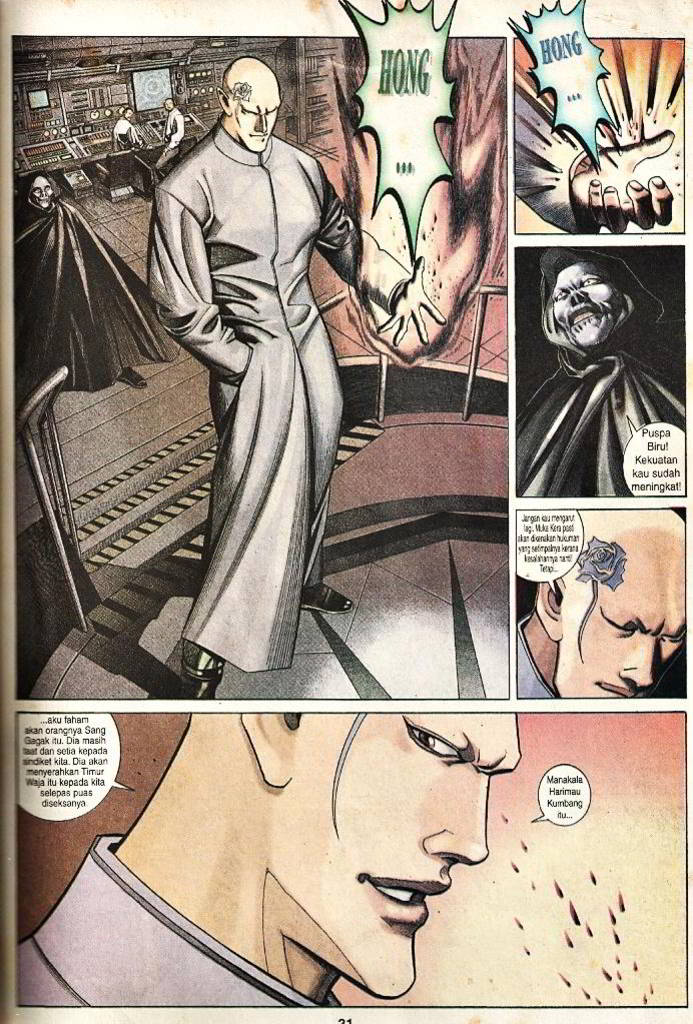 HONG
...
HONG
...
Puspa
Biru!
Kekuatan
kau sudah
meningkat!
Jangan kau mengarut
lagi. Muka Kera pasti
akan dikenakan hukuman
yang setimpalnya kerana
kesalahannya nanti!
Tetapi...
...aku faham
akan orangnya Sang
Gagak itu. Dia masih
taat dan setia kepada
sindiket kita. Dia akan
menyerahkan Timur
Waja itu kepada kita
selepas puas
diseksanya.
Manakala
Harimau
Kumbang
itu...
31